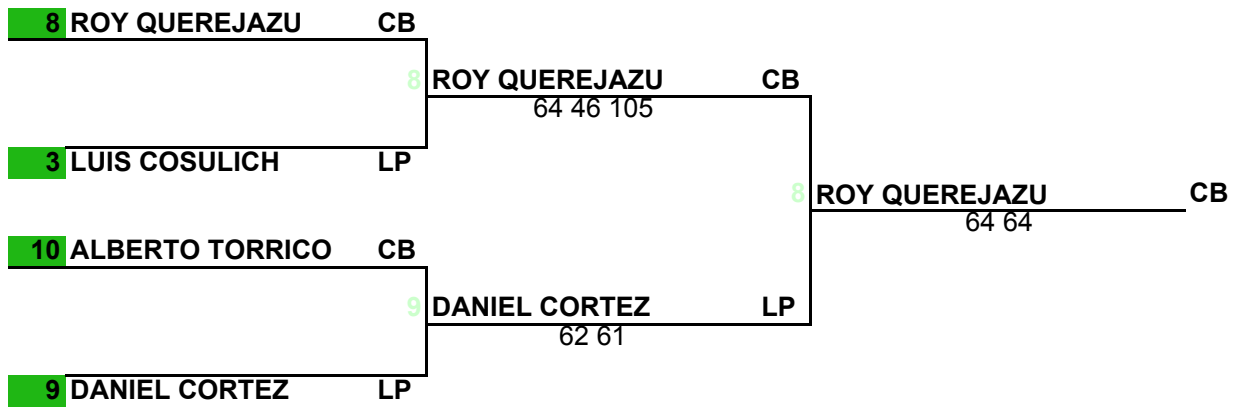 8 ROY QUEREJAZU CB
8 ROY QUEREJAZU CB
64 46 105
3 LUIS COSULICH LP
8 ROY QUEREJAZU CB
64 64
10 ALBERTO TORRICO CB
9 DANIEL CORTEZ LP
62 61
9 DANIEL CORTEZ LP